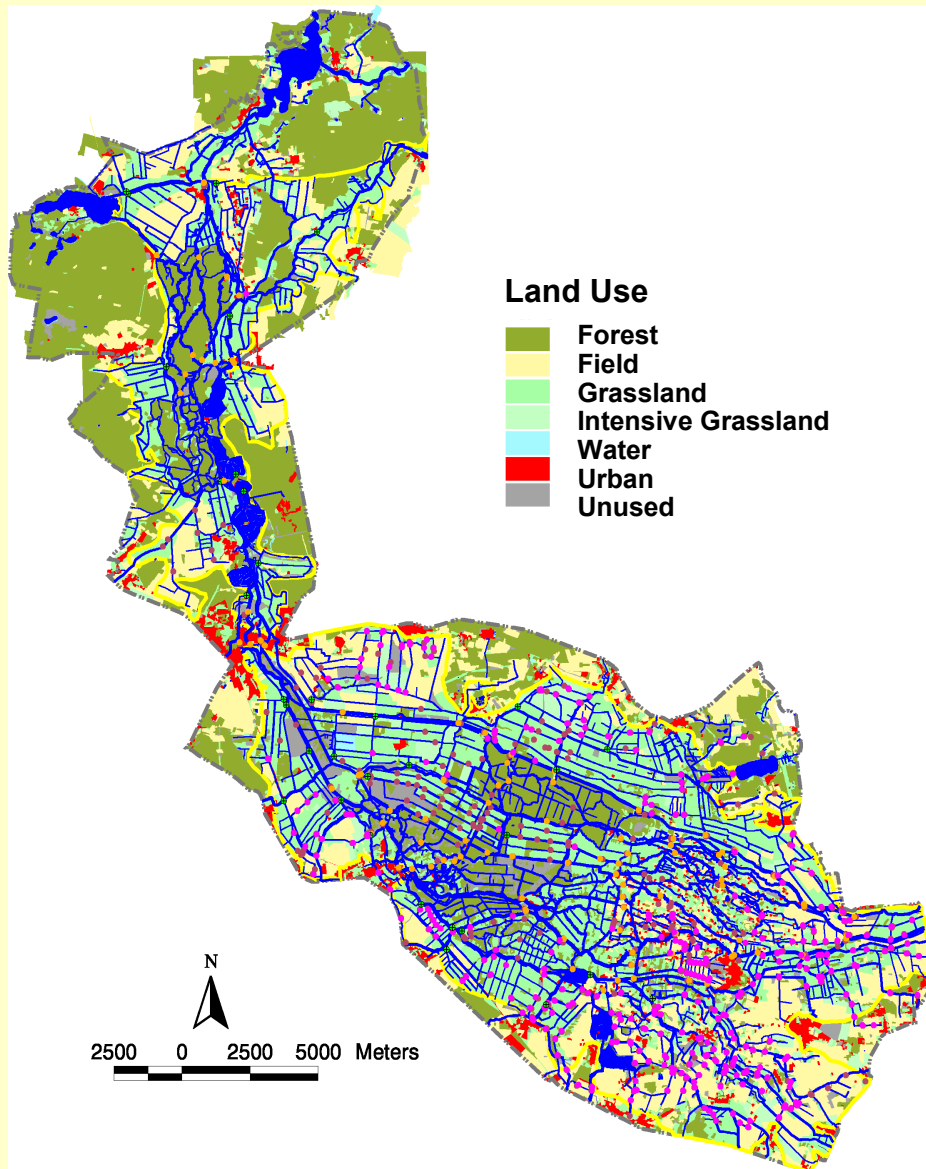 Land Use
Forest
Field
Grassland
Intensive Grassland
Water
Urban
Unused
N
2500 0 2500 5000 Meters